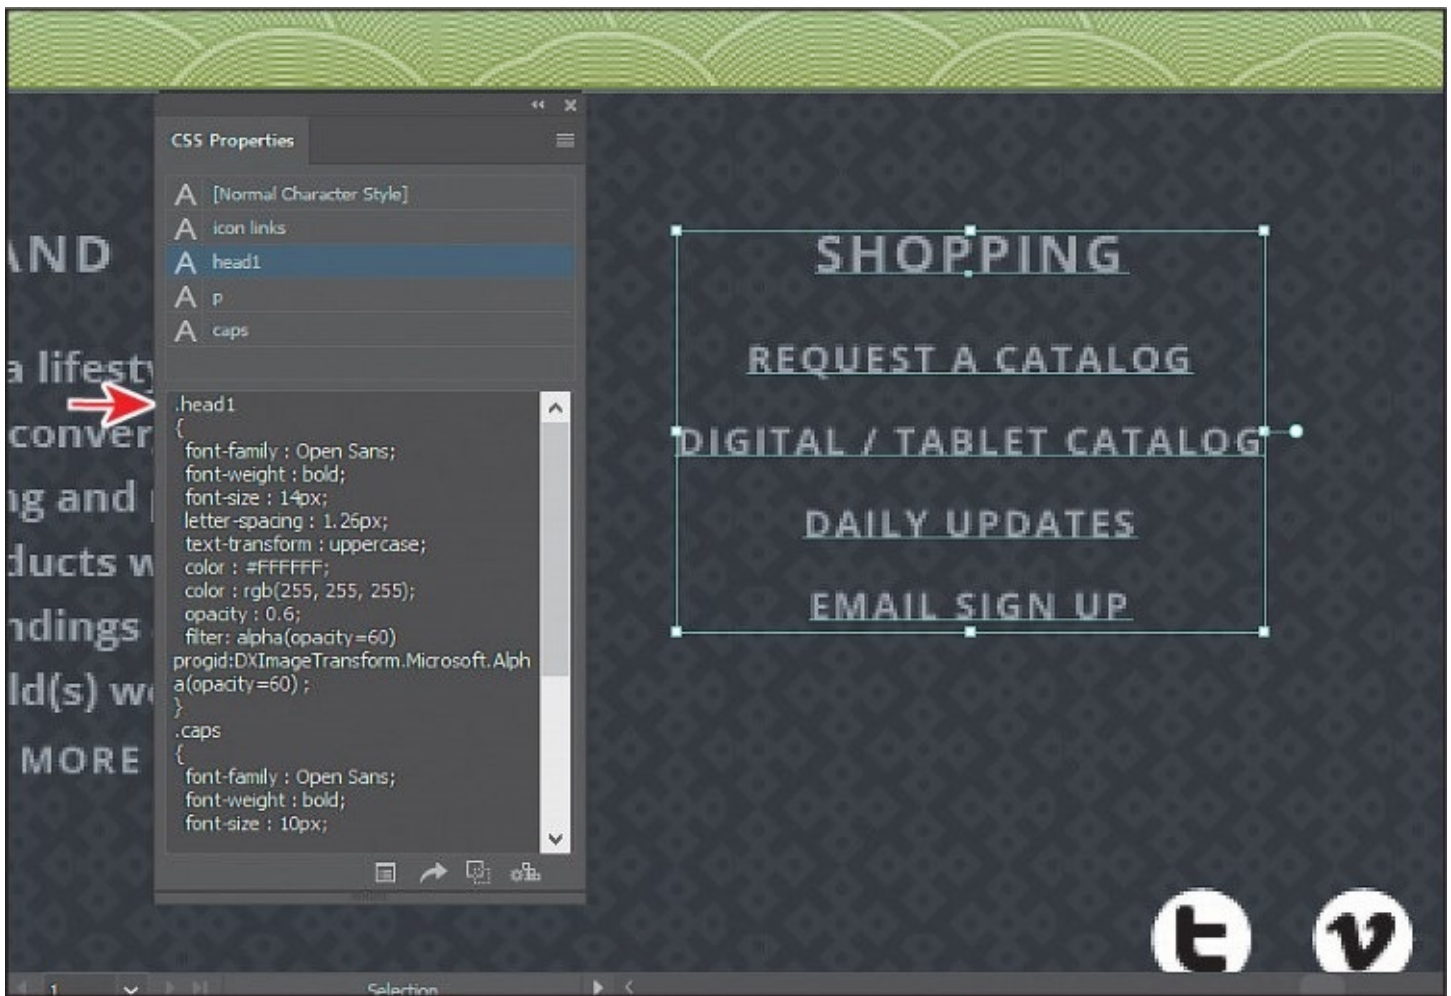 CSS Properties
[Normal Character Style]
icon links
head1
p
caps
.head1
{
font-family : Open Sans;
font-weight : bold;
font-size : 14px;
letter-spacing : 1.26px;
text-transform : uppercase;
color : #FFFFFF;
color : rgb(255, 255, 255);
opacity : 0.6;
filter: alpha(opacity=60)
progid:DXImageTransform.Microsoft.Alph
a(opacity=60) ;
}
.caps
{
font-family : Open Sans;
font-weight : bold;
font-size : 10px;
AND
a lifesty
conver
ng and p
ducts w
ndings
ld(s) we
MORE
SHOPPING
REQUEST A CATALOG
DIGITAL / TABLET CATALOG
DAILY UPDATES
EMAIL SIGN UP
1
Selection